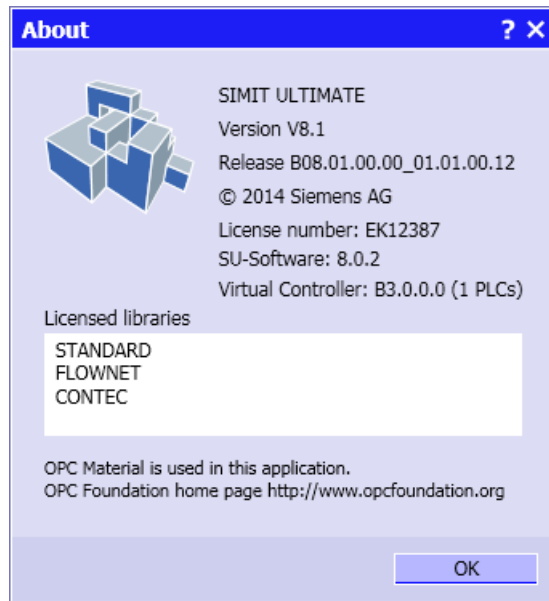 About
? ×
SIMIT ULTIMATE
Version V8.1
Release B08.01.00.00_01.01.00.12
© 2014 Siemens AG
License number: EK12387
SU-Software: 8.0.2
Virtual Controller: B3.0.0.0 (1 PLCs)
Licensed libraries
STANDARD
FLOWNET
CONTEC
OPC Material is used in this application.
OPC Foundation home page http://www.opcfoundation.org
OK